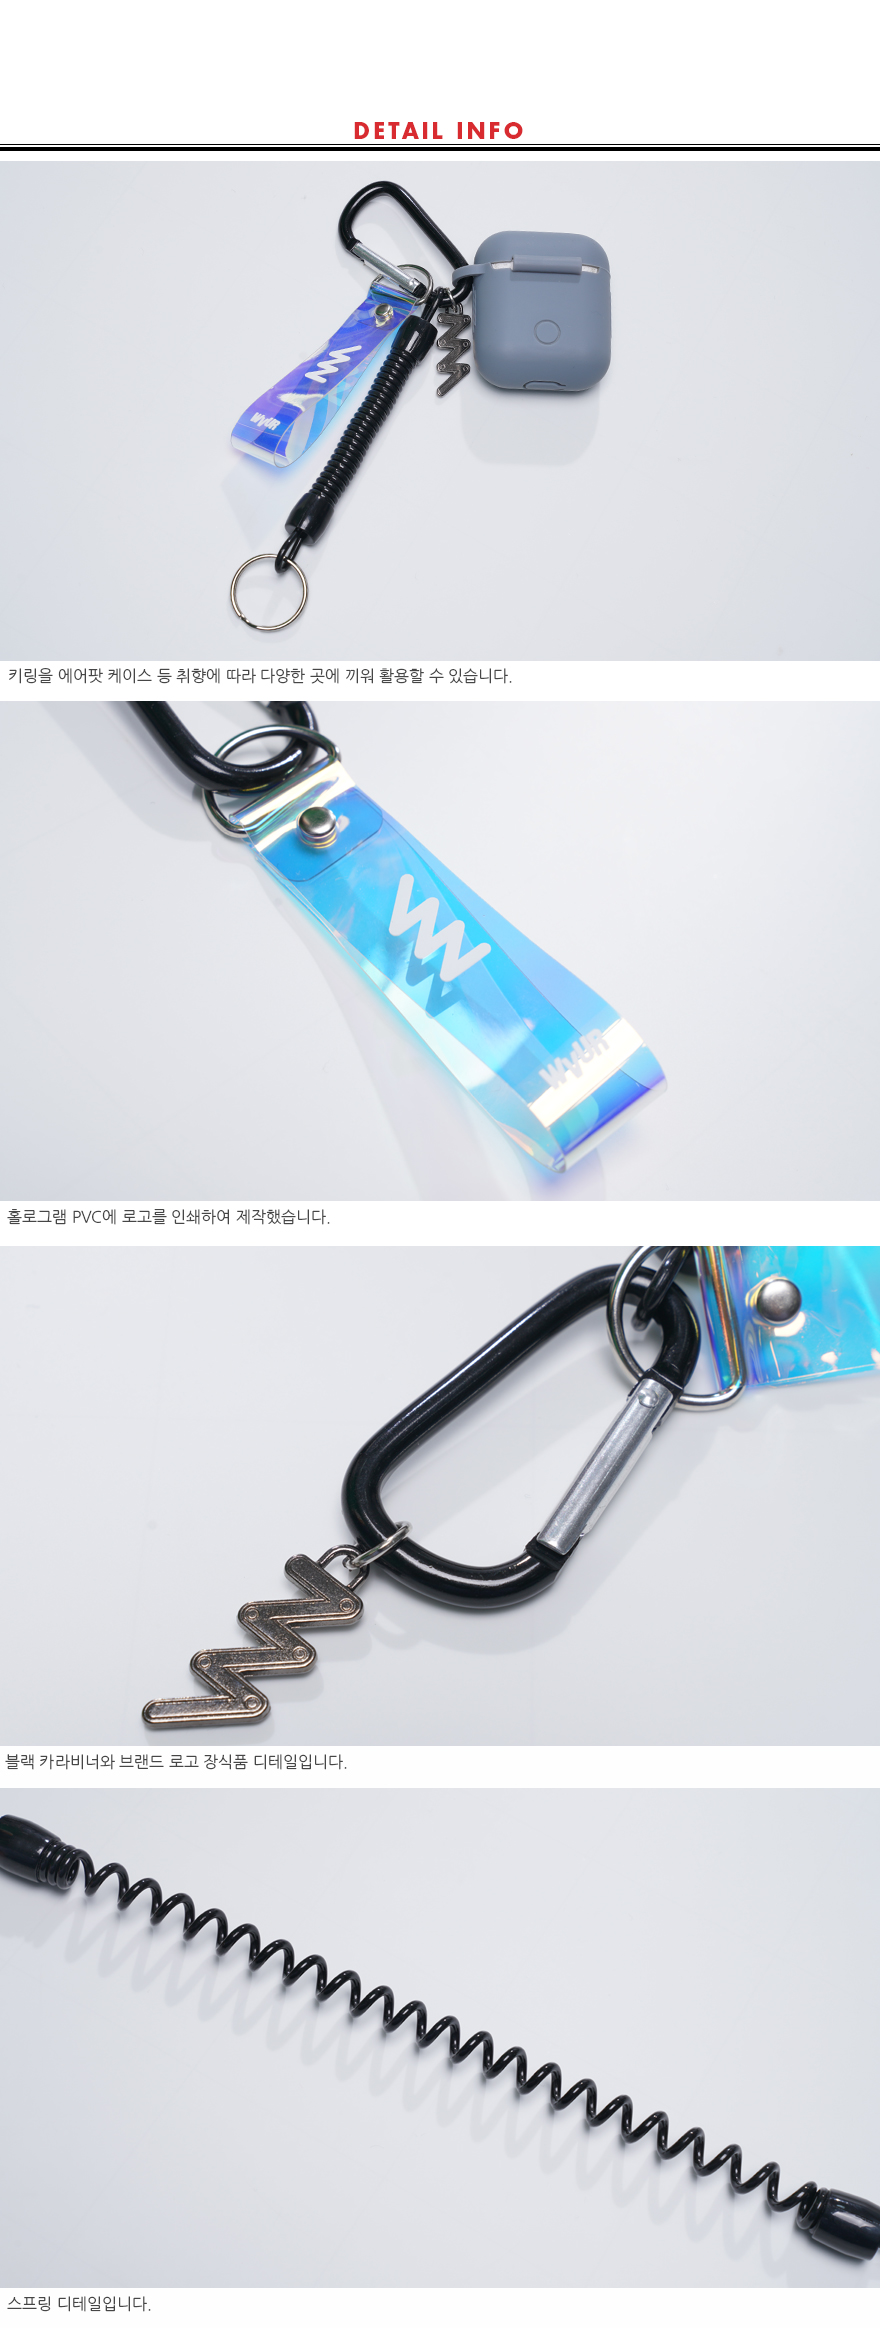 DETAIL INFO
WVUR
키링을 에어팟 케이스 등 취향에 따라 다양한 곳에 끼워 활용할 수 있습니다.
WVUR
홀로그램 PVC에 로고를 인쇄하여 제작했습니다.
블랙 카라비너와 브랜드 로고 장식품 디테일입니다.
스프링 디테일입니다.